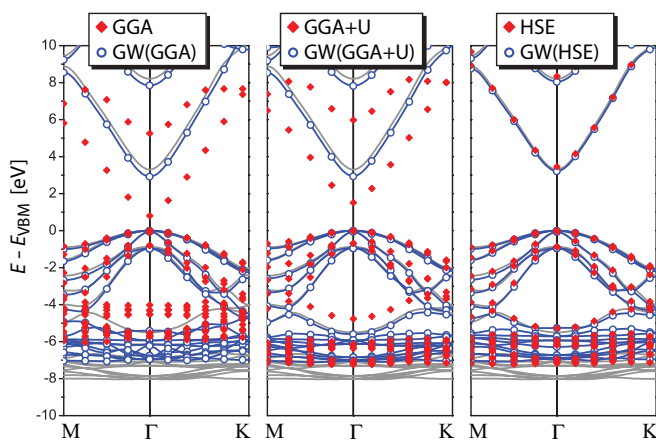 GGA
GW(GGA)
GGA+U
GW(GGA+U)
HSE
GW(HSE)
E – E_VBM [eV]
10
8
6
4
2
0
-2
-4
-6
-8
-10
M Γ K
M Γ K
M Γ K